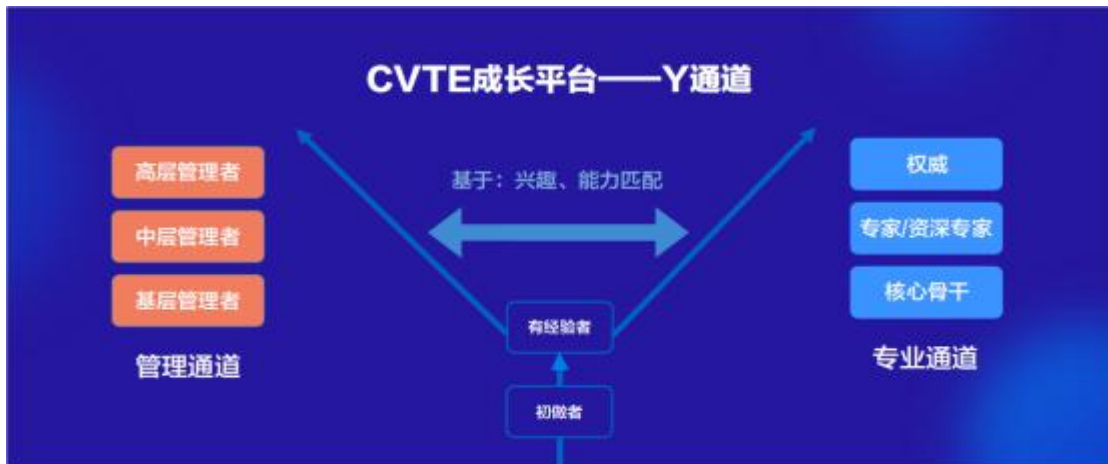 CVTE成长平台——Y通道
基于：兴趣、能力匹配
高层管理者
中层管理者
基层管理者
管理通道
有经验者
初做者
权威
专家/资深专家
核心骨干
专业通道